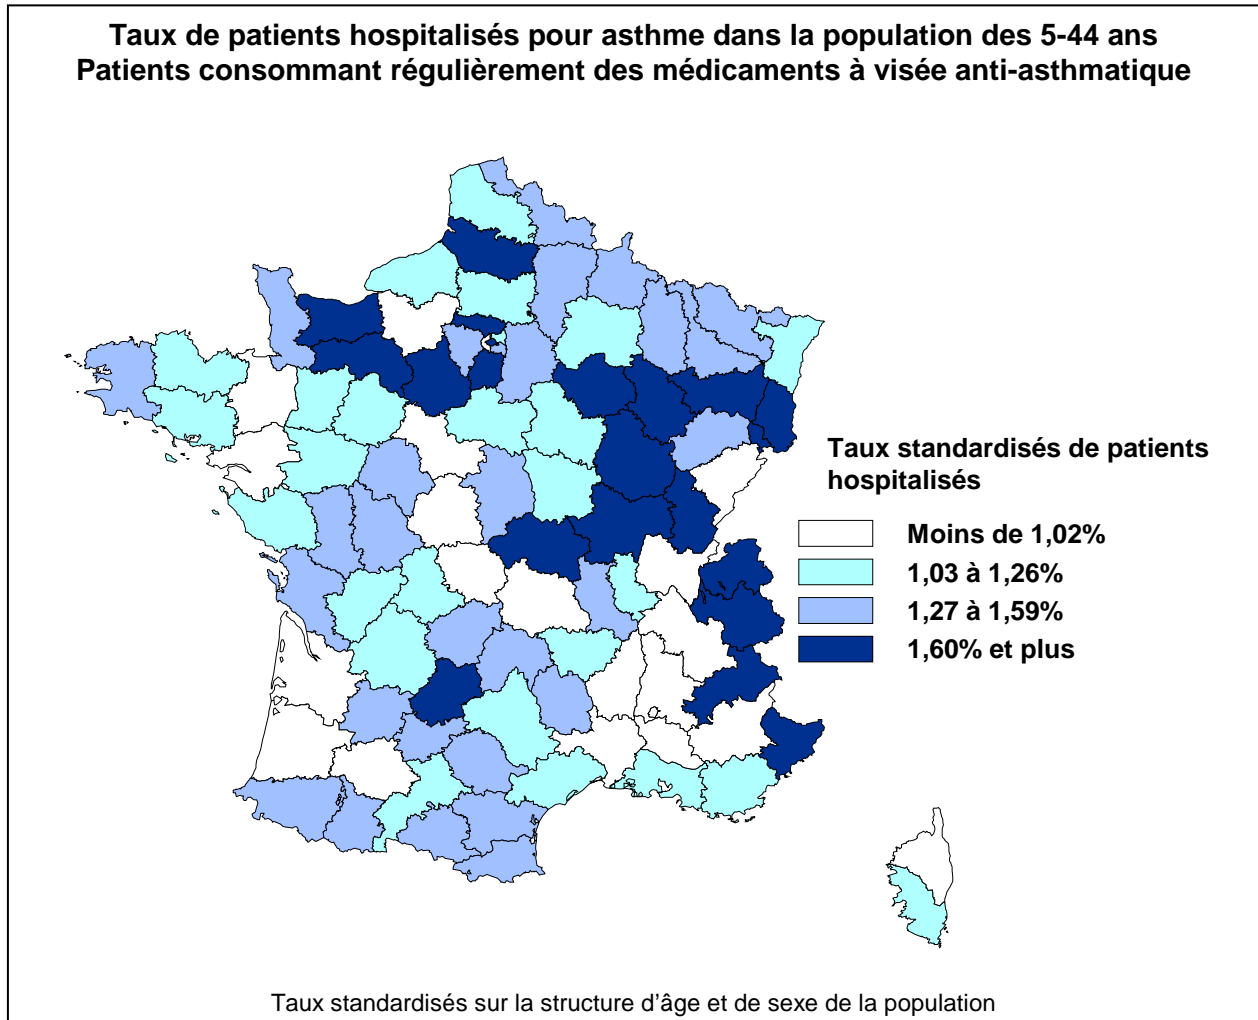 Taux de patients hospitalisés pour asthme dans la population des 5-44 ans
Patients consommant régulièrement des médicaments à visée anti-asthmatique
Taux standardisés de patients
hospitalisés
Moins de 1,02%
1,03 à 1,26%
1,27 à 1,59%
1,60% et plus
Taux standardisés sur la structure d’âge et de sexe de la population